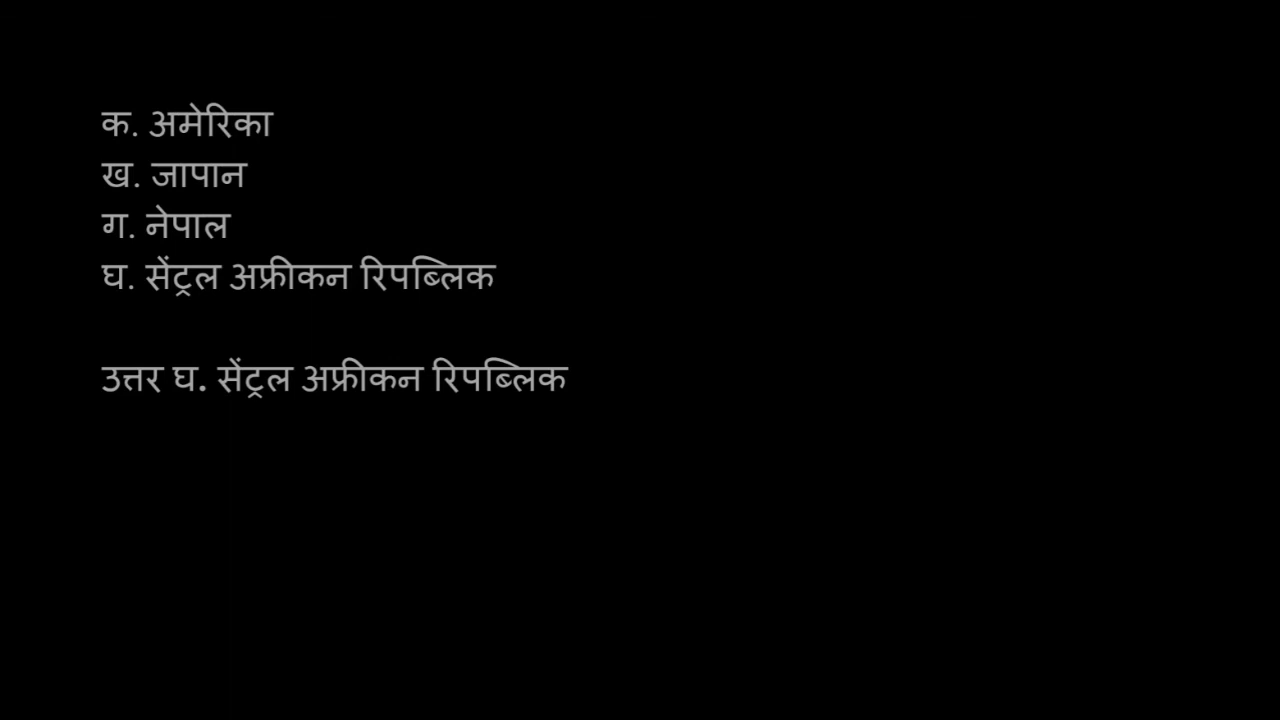 क. अमेरिका
ख. जापान
ग. नेपाल
घ. सेंट्रल अफ्रीकन रिपब्लिक
उत्तर घ. सेंट्रल अफ्रीकन रिपब्लिक